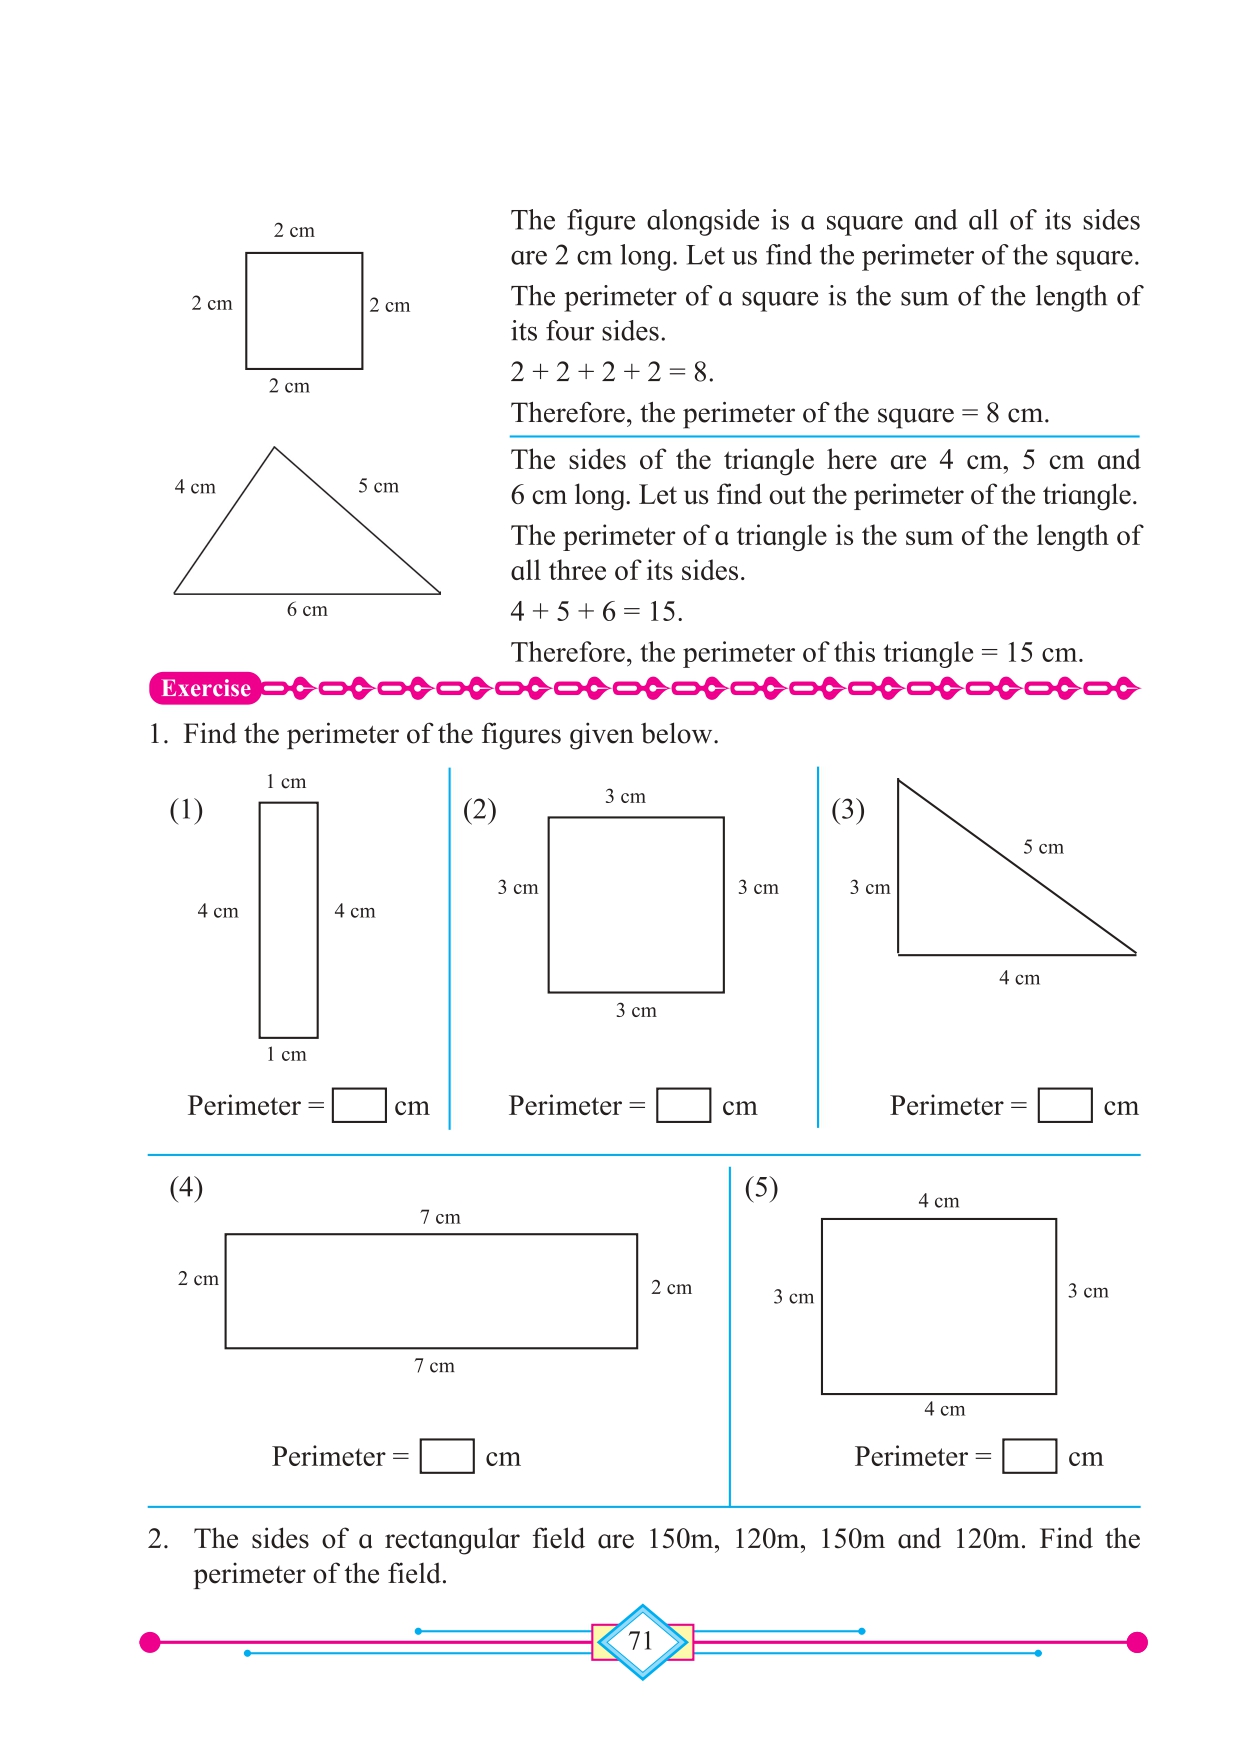 2 cm
2 cm
2 cm
2 cm
The figure alongside is a square and all of its sides
are 2 cm long. Let us find the perimeter of the square.
The perimeter of a square is the sum of the length of
its four sides.
2 + 2 + 2 + 2 = 8.
Therefore, the perimeter of the square = 8 cm.
4 cm
5 cm
6 cm
The sides of the triangle here are 4 cm, 5 cm and
6 cm long. Let us find out the perimeter of the triangle.
The perimeter of a triangle is the sum of the length of
all three of its sides.
4 + 5 + 6 = 15.
Therefore, the perimeter of this triangle = 15 cm.
Exercise
1. Find the perimeter of the figures given below.
(1)
1 cm
4 cm
4 cm
1 cm
Perimeter = cm
(2)
3 cm
3 cm
3 cm
3 cm
Perimeter = cm
(3)
5 cm
3 cm
4 cm
Perimeter = cm
(4)
7 cm
2 cm
2 cm
7 cm
Perimeter = cm
(5)
4 cm
3 cm
3 cm
4 cm
Perimeter = cm
2. The sides of a rectangular field are 150m, 120m, 150m and 120m. Find the
perimeter of the field.
71